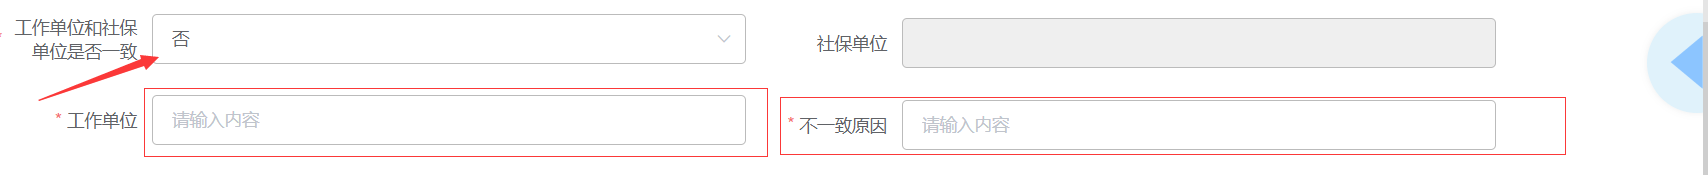 * 工作单位和社保
单位是否一致
否
社保单位
* 工作单位
请输入内容
* 不一致原因
请输入内容